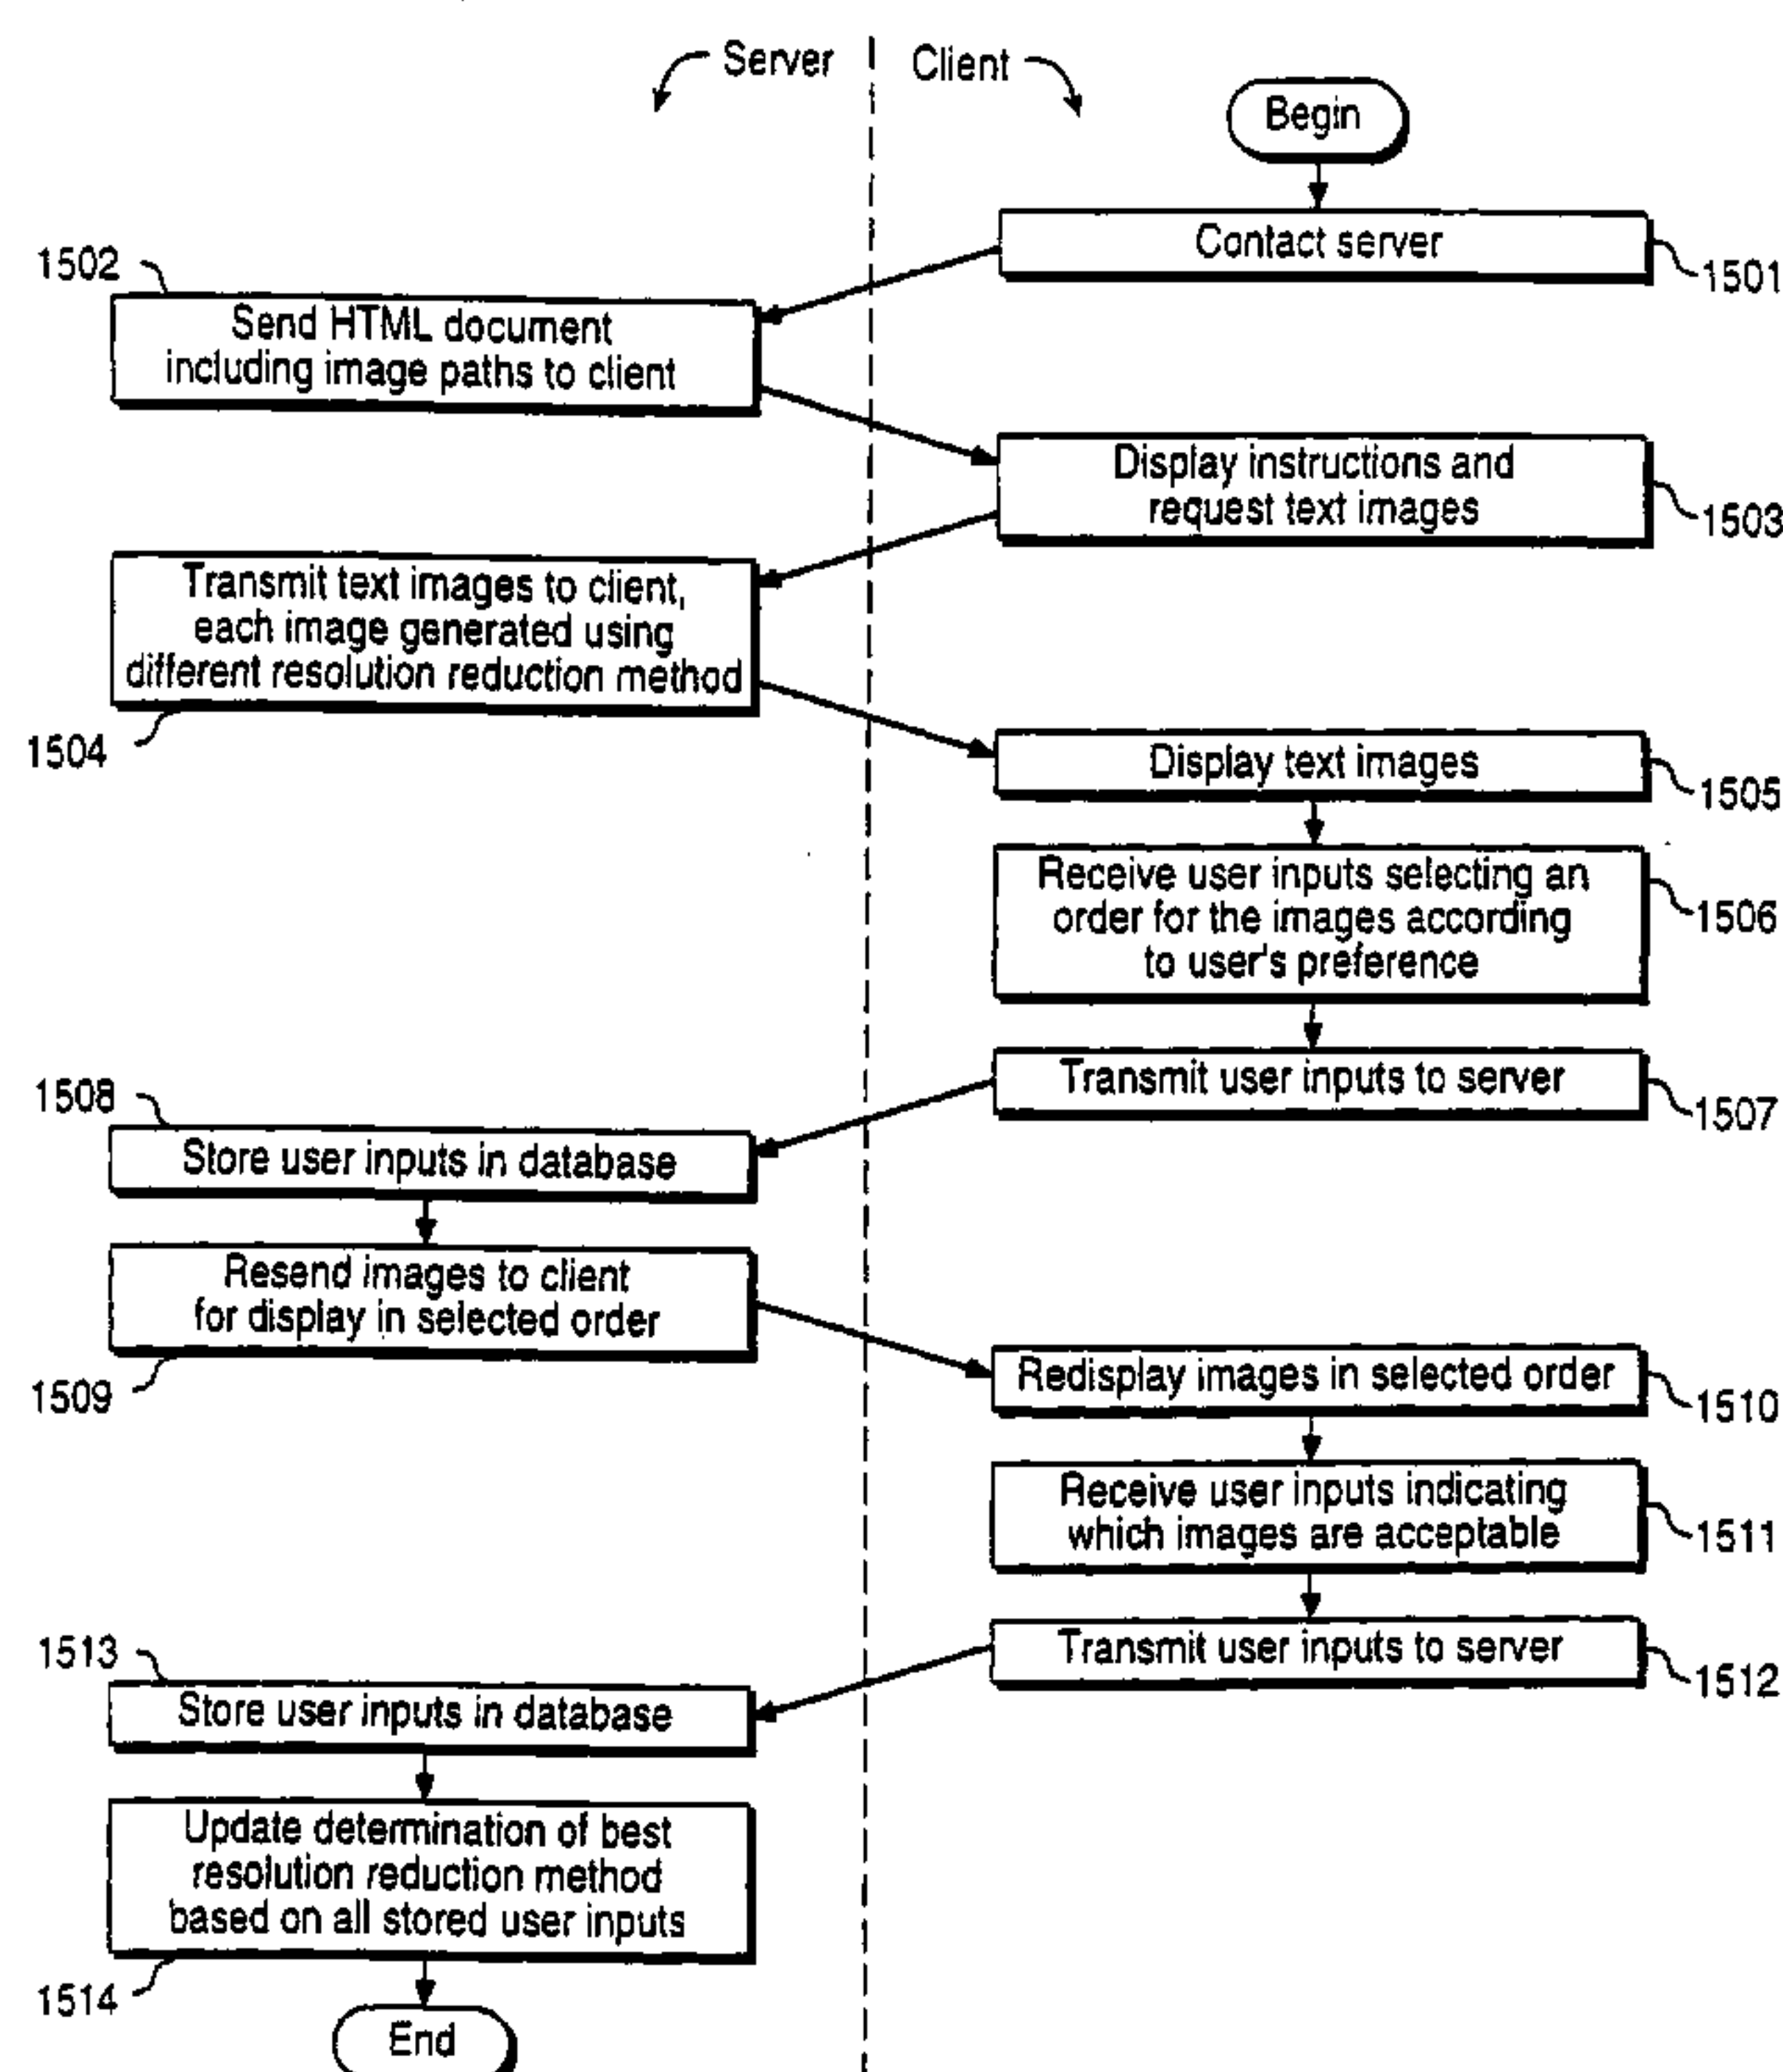 Server
Client
Begin
Contact server
1501
1502
Send HTML document
including image paths to client
Display instructions and
request text images
1503
Transmit text images to client,
each image generated using
different resolution reduction method
1504
Display text images
1505
Receive user inputs selecting an
order for the images according
to user's preference
1506
Transmit user inputs to server
1507
1508
Store user inputs in database
Resend images to client
for display in selected order
1509
Redisplay images in selected order
1510
Receive user inputs indicating
which images are acceptable
1511
Transmit user inputs to server
1512
1513
Store user inputs in database
Update determination of best
resolution reduction method
based on all stored user inputs
1514
End